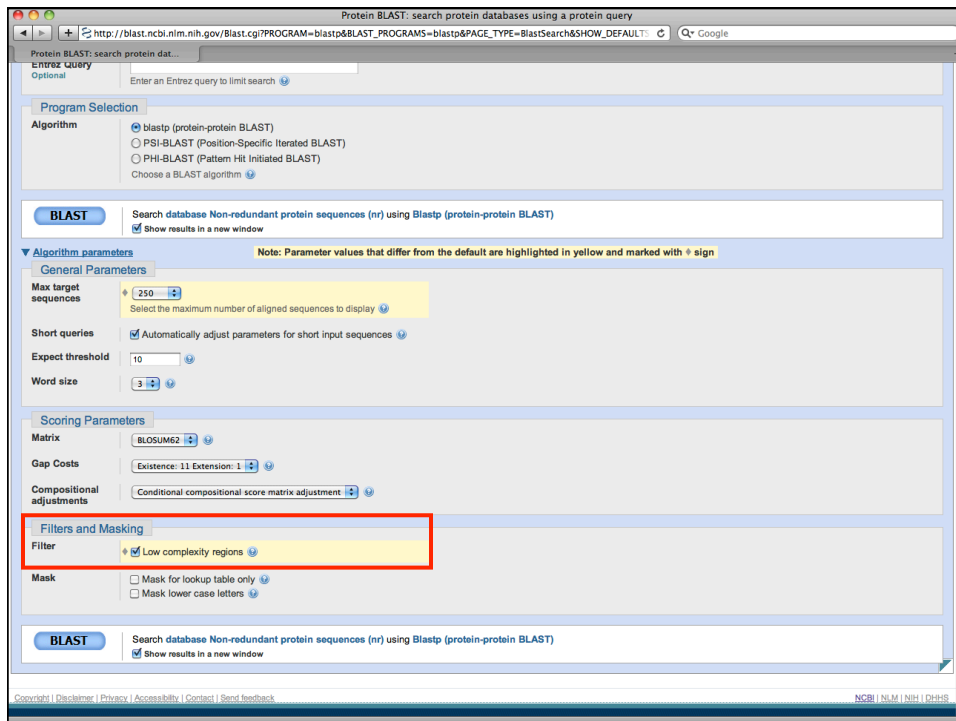 Protein BLAST: search protein databases using a protein query
http://blast.ncbi.nlm.nih.gov/Blast.cgi?PROGRAM=blastp&BLAST_PROGRAMS=blastp&PAGE_TYPE=BlastSearch&SHOW_DEFAULTS
Google
Protein BLAST: search protein dat...
Entrez Query
Optional
Enter an Entrez query to limit search
Program Selection
Algorithm
blastp (protein-protein BLAST)
PSI-BLAST (Position-Specific Iterated BLAST)
PHI-BLAST (Pattern Hit Initiated BLAST)
Choose a BLAST algorithm
BLAST
Search database Non-redundant protein sequences (nr) using Blastp (protein-protein BLAST)
Show results in a new window
Algorithm parameters
Note: Parameter values that differ from the default are highlighted in yellow and marked with ♦ sign
General Parameters
Max target sequences
250
Select the maximum number of aligned sequences to display
Short queries
Automatically adjust parameters for short input sequences
Expect threshold
10
Word size
3
Scoring Parameters
Matrix
BLOSUM62
Gap Costs
Existence: 11 Extension: 1
Compositional adjustments
Conditional compositional score matrix adjustment
Filters and Masking
Filter
Low complexity regions
Mask
Mask for lookup table only
Mask lower case letters
BLAST
Search database Non-redundant protein sequences (nr) using Blastp (protein-protein BLAST)
Show results in a new window
Copyright | Disclaimer | Privacy | Accessibility | Contact | Send feedback
NCBI | NLM | NIH | DHHS